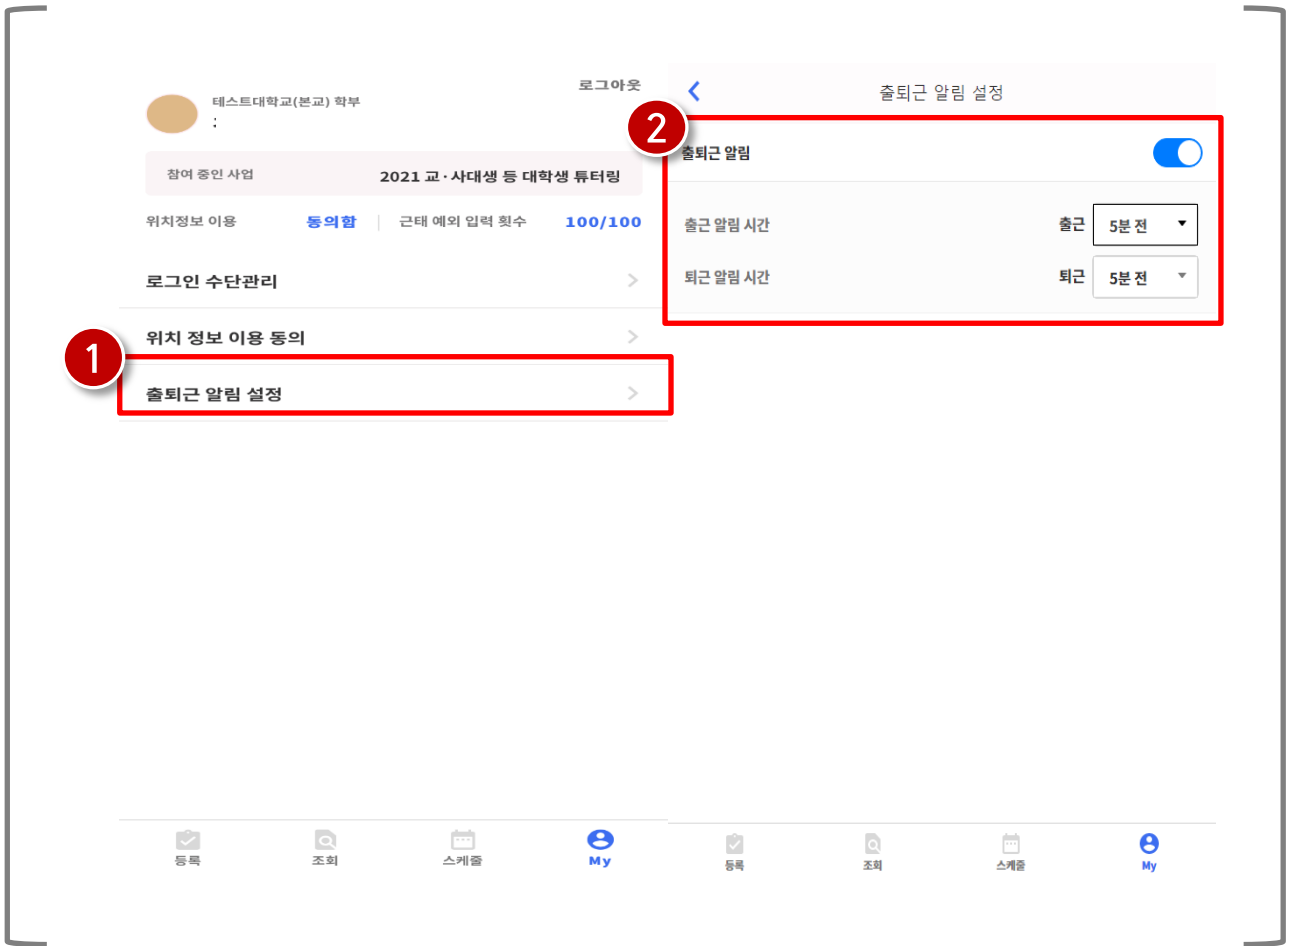 로그아웃
테스트대학교(본교) 학부
:
참여 중인 사업 2021 교·사대생 등 대학생 튜터링
위치정보 이용 동의함 근태 예외 입력 횟수 100/100
로그인 수단관리
위치 정보 이용 동의
1
출퇴근 알림 설정
등록 조회 스케줄 My
출퇴근 알림 설정
2
출퇴근 알림
출근 알림 시간 출근 5분 전
퇴근 알림 시간 퇴근 5분 전
등록 조회 스케줄 My